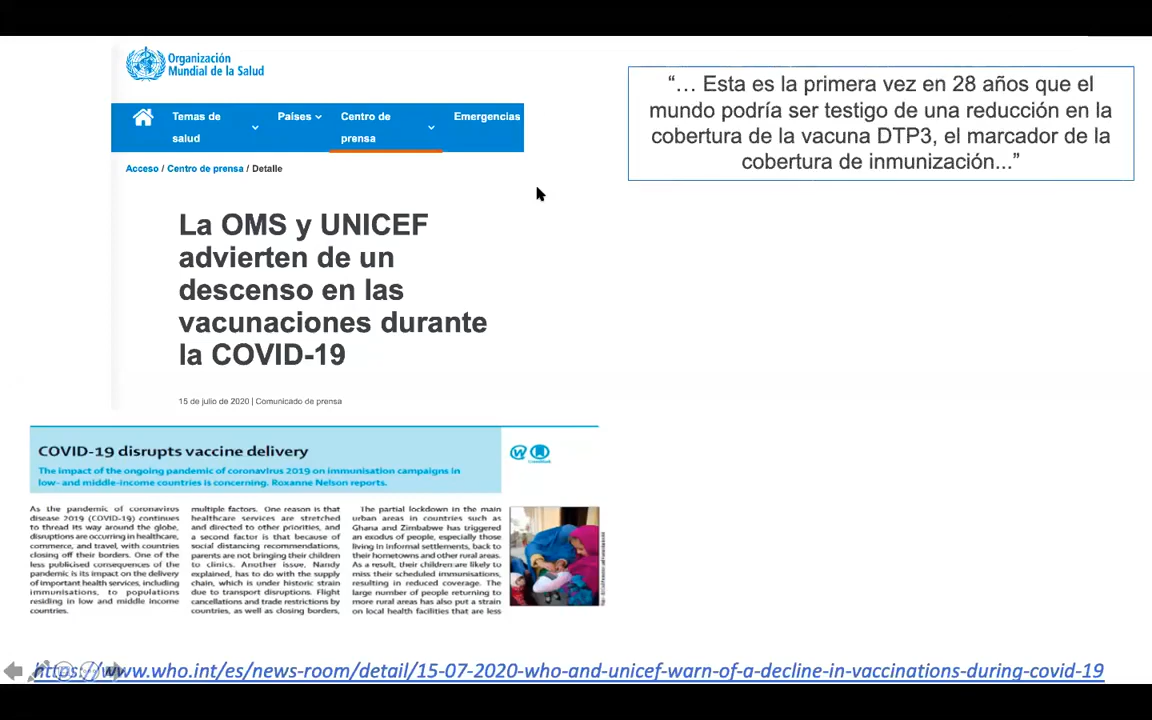 Organización
Mundial de la Salud
Temas de
salud
Países
Centro de
prensa
Emergencias
Acceso / Centro de prensa / Detalle
La OMS y UNICEF
advierten de un
descenso en las
vacunaciones durante
la COVID-19
15 de julio de 2020 | Comunicado de prensa
“... Esta es la primera vez en 28 años que el
mundo podría ser testigo de una reducción en la
cobertura de la vacuna DTP3, el marcador de la
cobertura de inmunización...”
COVID-19 disrupts vaccine delivery
The impact of the ongoing pandemic of coronavirus 2019 on immunisation campaigns in
low- and middle-income countries is concerning. Roxanne Nelson reports.
As the pandemic of coronavirus
disease 2019 (COVID-19) continues
to thread its way around the globe,
disruptions are occurring in healthcare,
commerce, and travel, with countries
closing off their borders. One of the
less publicised consequences of the
pandemic is its impact on the delivery
of important health services, including
immunisations, to populations
residing in low and middle income
countries.
multiple factors. One reason is that
healthcare services are stretched
and directed to other priorities, and
a second factor is that because of
social distancing recommendations,
parents are not bringing their children
to clinics. Another issue, Nandy
explained, has to do with the supply
chain, which is under historic strain
due to transport disruptions. Flight
cancellations and trade restrictions by
countries, as well as closing borders,
The partial lockdown in the main
urban areas in countries such as
Ghana and Zimbabwe has triggered
an exodus of people, especially those
living in informal settlements, back to
their hometowns and other rural areas.
As a result, their children are likely to
miss their scheduled immunisations,
resulting in reduced coverage. The
large number of people returning to
more rural areas has also put a strain
on local health facilities that are less
https://www.who.int/es/news-room/detail/15-07-2020-who-and-unicef-warn-of-a-decline-in-vaccinations-during-covid-19